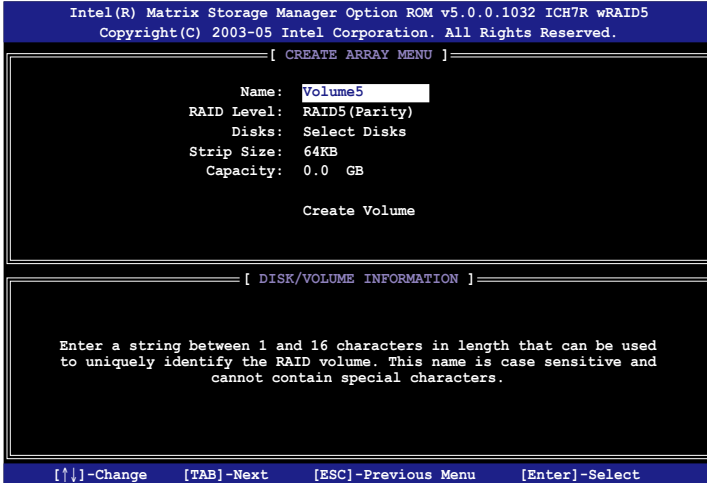 Intel(R) Matrix Storage Manager Option ROM v5.0.0.1032 ICH7R wRAID5
Copyright(C) 2003-05 Intel Corporation. All Rights Reserved.
[ CREATE ARRAY MENU ]
Name: Volume5
RAID Level: RAID5(Parity)
Disks: Select Disks
Strip Size: 64KB
Capacity: 0.0 GB
Create Volume
[ DISK/VOLUME INFORMATION ]
Enter a string between 1 and 16 characters in length that can be used
to uniquely identify the RAID volume. This name is case sensitive and
cannot contain special characters.
[↑↓]-Change [TAB]-Next [ESC]-Previous Menu [Enter]-Select